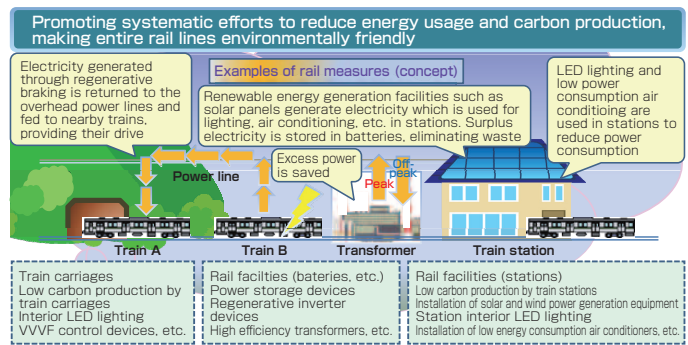 Promoting systematic efforts to reduce energy usage and carbon production,
making entire rail lines environmentally friendly
Electricity generated
through regenerative
braking is returned to the
overhead power lines and
fed to nearby trains,
providing their drive
Examples of rail measures (concept)
Renewable energy generation facilities such as
solar panels generate electricity which is used for
lighting, air conditioning, etc. in stations. Surplus
electricity is stored in batteries, eliminating waste
LED lighting and
low power
consumption air
conditioing are
used in stations to
reduce power
consumption
Power line
Excess power
is saved
Peak
Off-
peak
Train A
Train B
Transformer
Train station
Train carriages
Low carbon production by
train carriages
Interior LED lighting
VVVF control devices, etc.
Rail facilties (bateries, etc.)
Power storage devices
Regenerative inverter
devices
High efficiency transformers, etc.
Rail facilities (stations)
Low carbon production by train stations
Installation of solar and wind power generation equipment
Station interior LED lighting
Installation of low energy consumption air conditioners, etc.